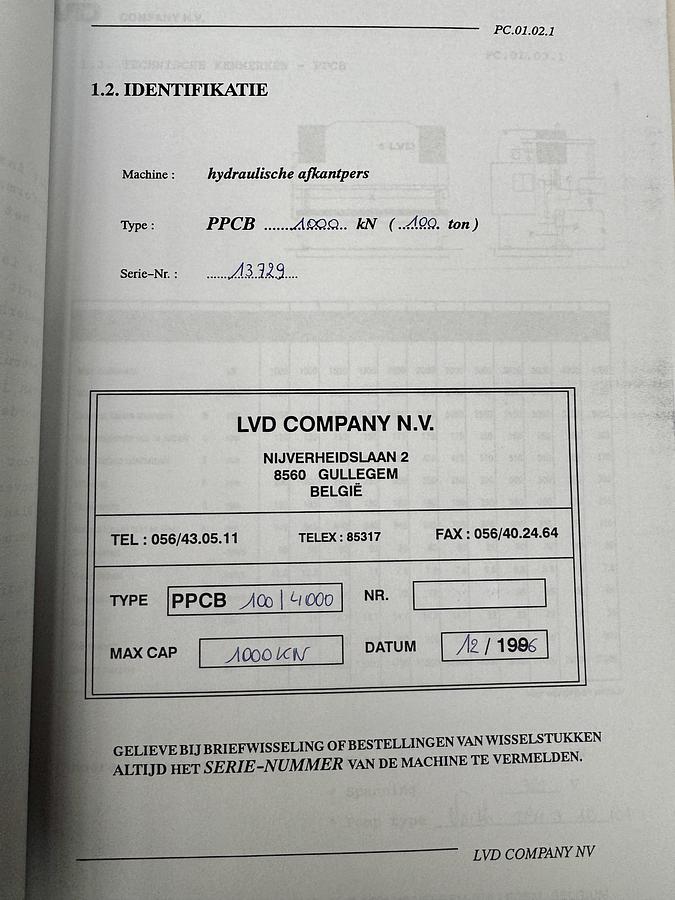 PC.01.02.1
1.2. IDENTIFIKATIE
Machine : hydraulische afkantpers
Type : PPCB ........1000.. kN (..100. ton)
Serie-Nr. : ......13729....
LVD COMPANY N.V.
NIJVERHEIDSLAAN 2
8560 GULLEGEM
BELGIË
TEL : 056/43.05.11 TELEX : 85317 FAX : 056/40.24.64
TYPE PPCB 100/4000 NR.
MAX CAP 1000KN DATUM 12 / 1996
GELIEVE BIJ BRIEFWISSELING OF BESTELLINGEN VAN WISSELSTUKKEN
ALTIJD HET SERIE-NUMMER VAN DE MACHINE TE VERMELDEN.
LVD COMPANY NV